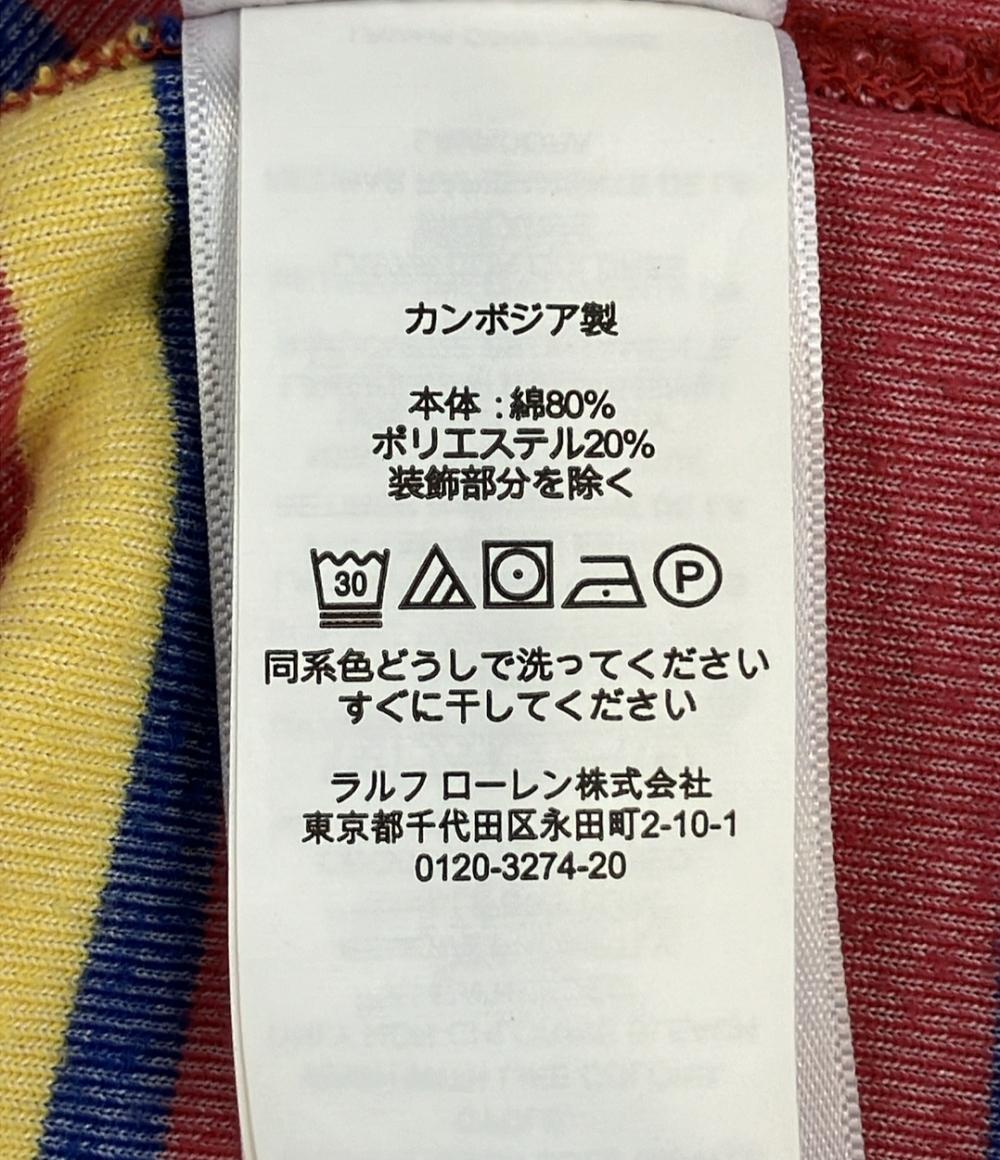 カンボジア製
本体 : 綿80%
ポリエステル20%
装飾部分を除く
30 P
同系色どうしで洗ってください
すぐに干してください
ラルフ ローレン株式会社
東京都千代田区永田町2-10-1
0120-3274-20